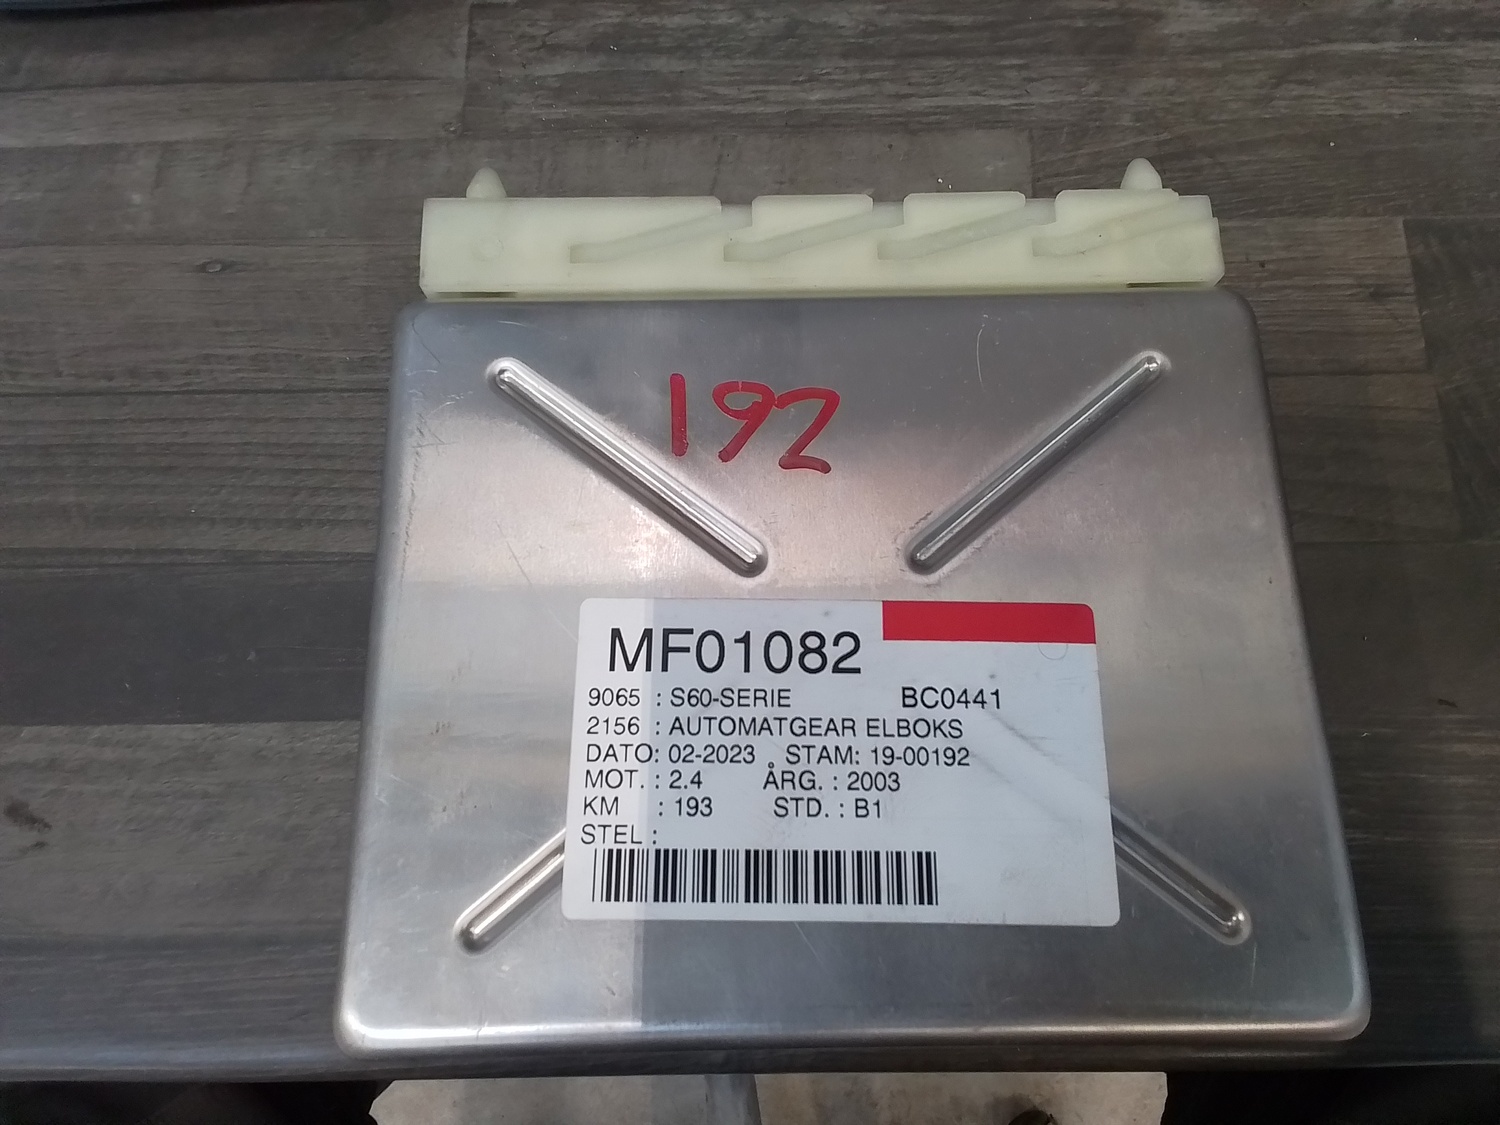 192
MF01082
9065 : S60-SERIE BC0441
2156 : AUTOMATGEAR ELBOKS
DATO: 02-2023 STAM: 19-00192
MOT. : 2.4 ÅRG. : 2003
KM : 193 STD. : B1
STEL :